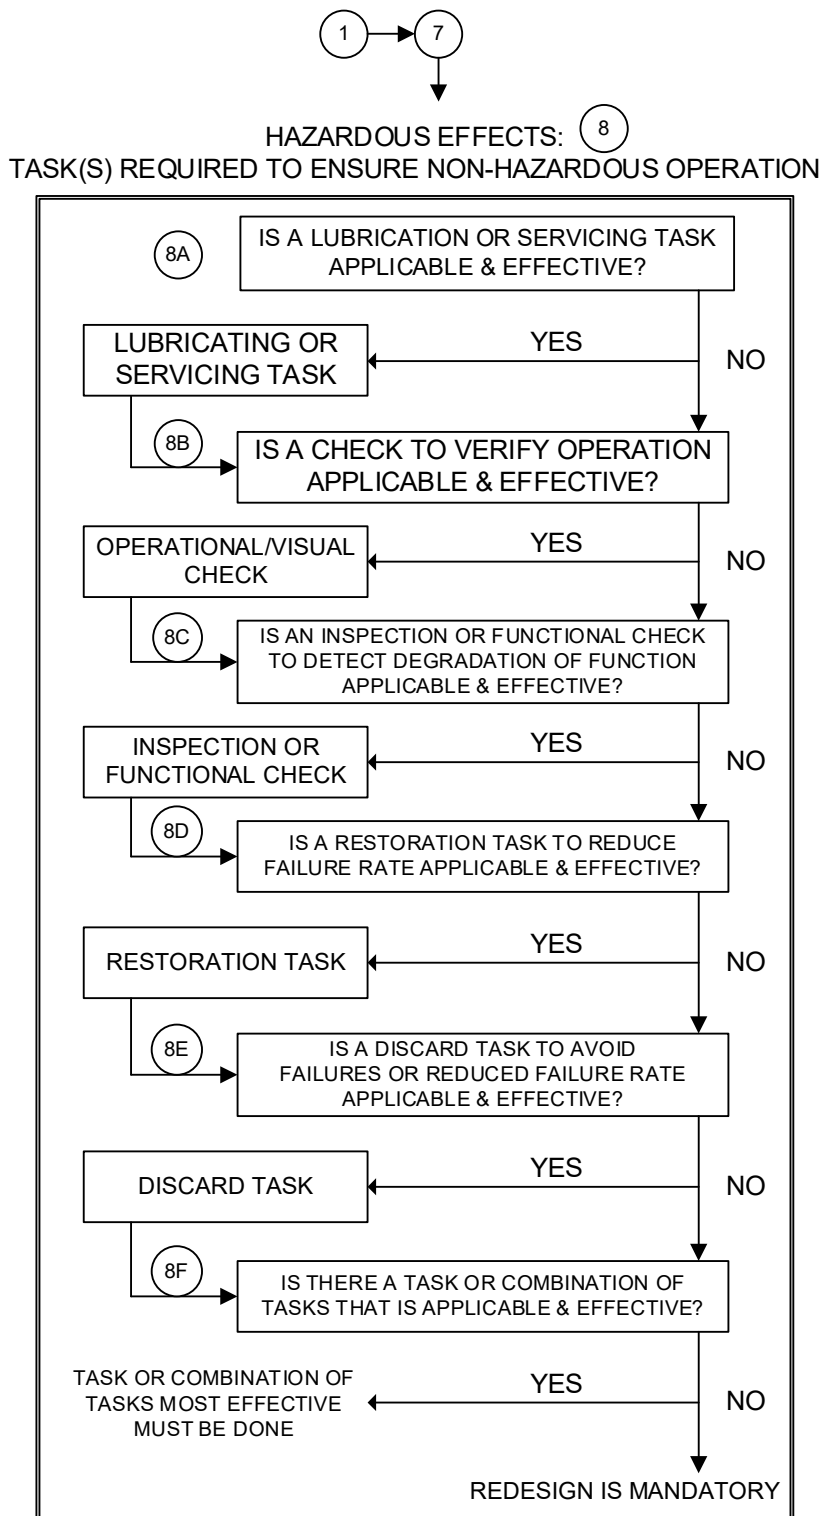 1
7
HAZARDOUS EFFECTS:
8
TASK(S) REQUIRED TO ENSURE NON-HAZARDOUS OPERATION
8A
IS A LUBRICATION OR SERVICING TASK
APPLICABLE & EFFECTIVE?
YES
NO
LUBRICATING OR
SERVICING TASK
8B
IS A CHECK TO VERIFY OPERATION
APPLICABLE & EFFECTIVE?
YES
NO
OPERATIONAL/VISUAL
CHECK
8C
IS AN INSPECTION OR FUNCTIONAL CHECK
TO DETECT DEGRADATION OF FUNCTION
APPLICABLE & EFFECTIVE?
YES
NO
INSPECTION OR
FUNCTIONAL CHECK
8D
IS A RESTORATION TASK TO REDUCE
FAILURE RATE APPLICABLE & EFFECTIVE?
YES
NO
RESTORATION TASK
8E
IS A DISCARD TASK TO AVOID
FAILURES OR REDUCED FAILURE RATE
APPLICABLE & EFFECTIVE?
YES
NO
DISCARD TASK
8F
IS THERE A TASK OR COMBINATION OF
TASKS THAT IS APPLICABLE & EFFECTIVE?
YES
NO
TASK OR COMBINATION OF
TASKS MOST EFFECTIVE
MUST BE DONE
REDESIGN IS MANDATORY